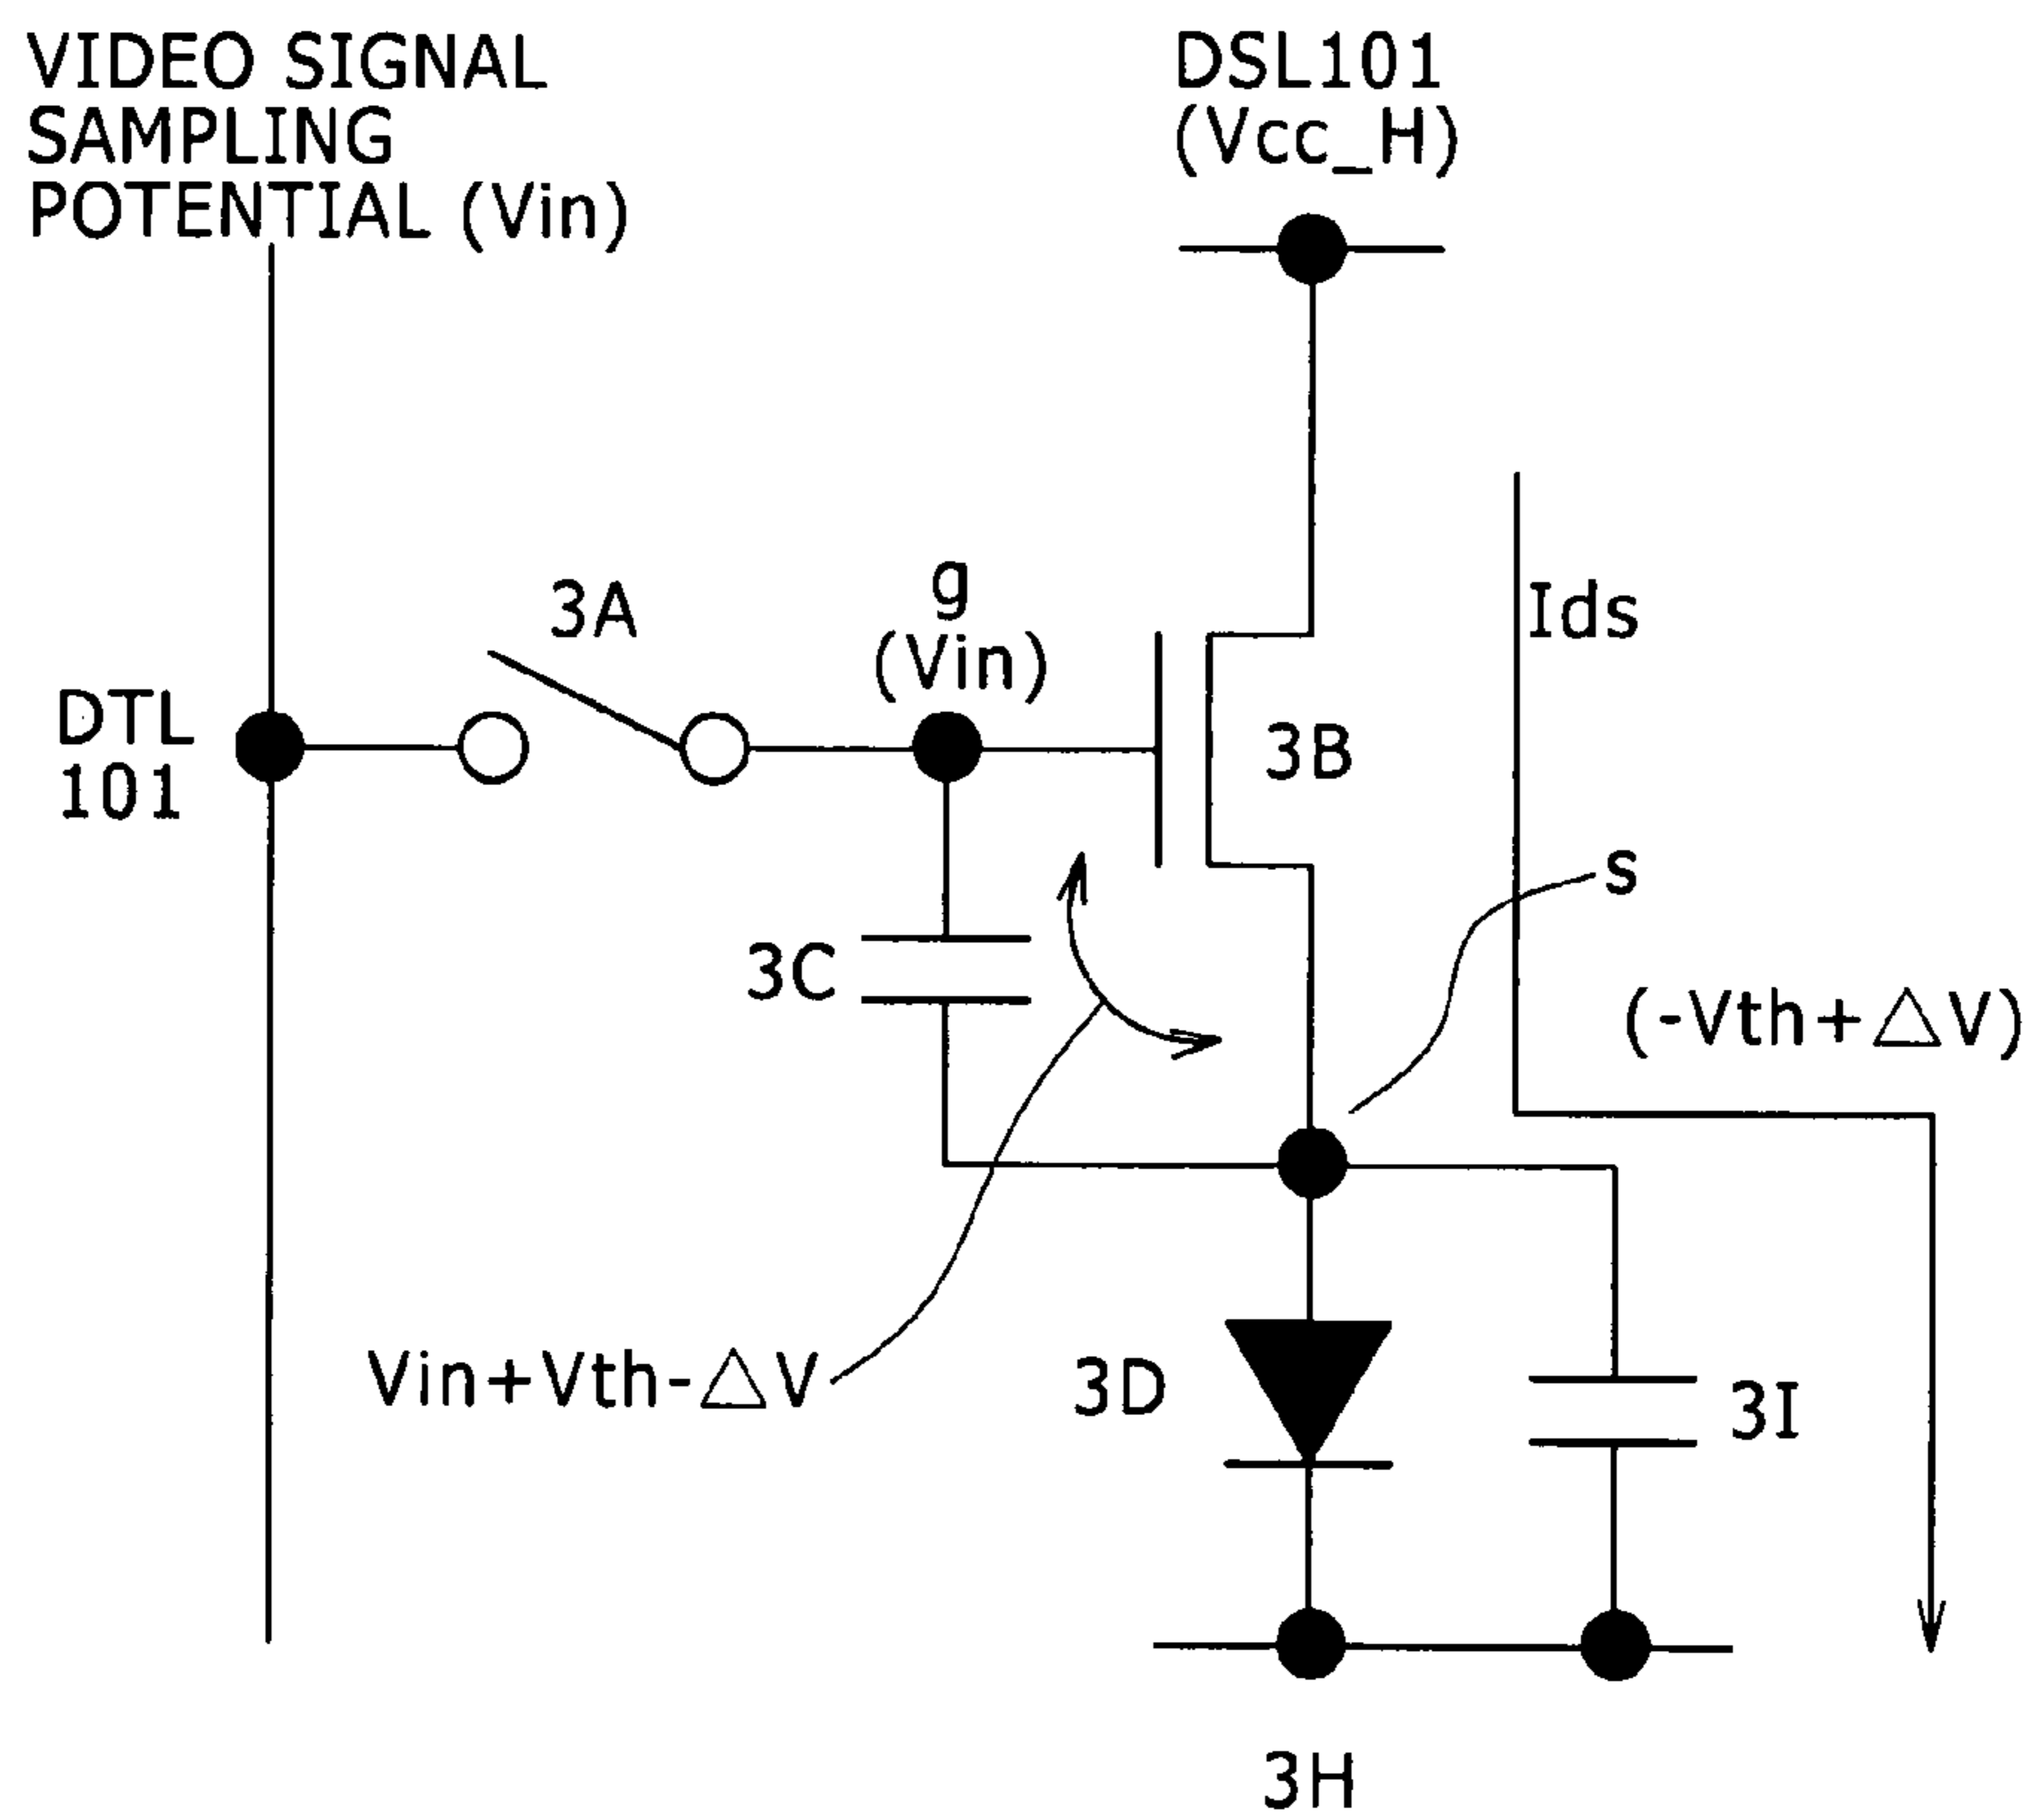 VIDEO SIGNAL
SAMPLING
POTENTIAL (Vin)
DSL101
(Vcc_H)
3A
g
(Vin)
Ids
DTL
101
3B
s
3C
(-Vth+△V)
Vin+Vth-△V
3D
3I
3H